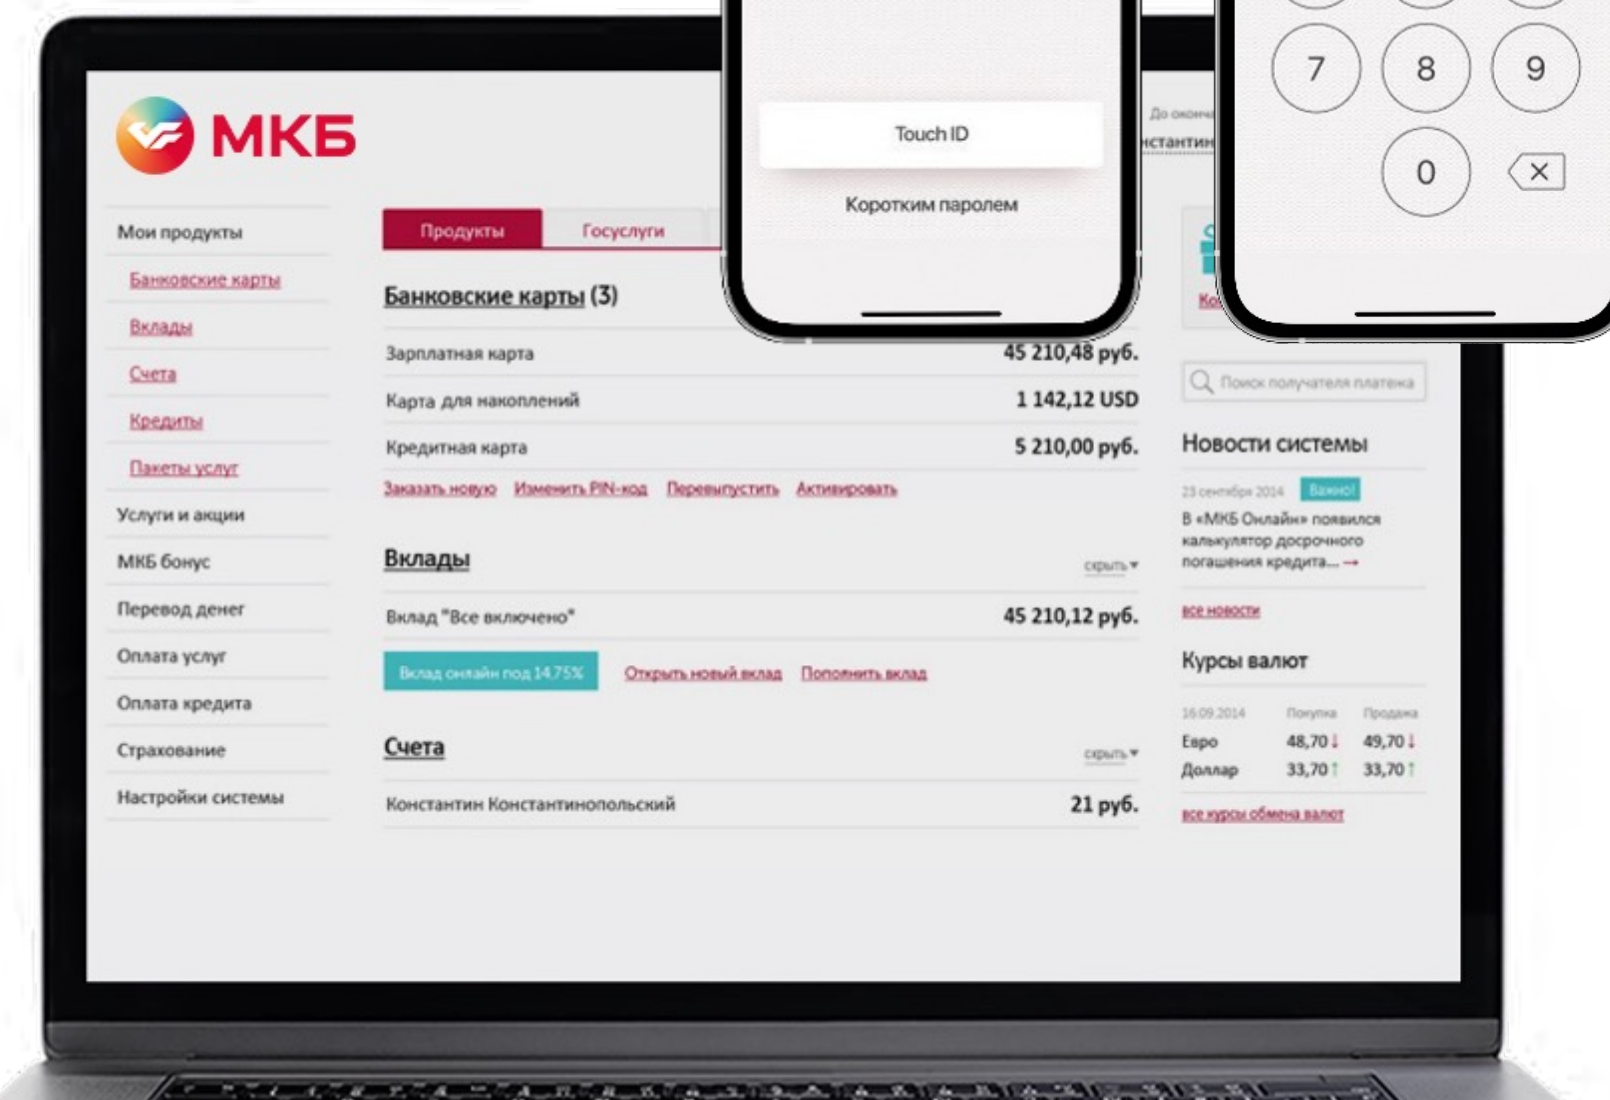 МКБ
До оконча
нстантин
Мои продукты
Банковские карты
Вклады
Счета
Кредиты
Пакеты услуг
Услуги и акции
МКБ бонус
Перевод денег
Оплата услуг
Оплата кредита
Страхование
Настройки системы
Продукты Госуслуги
Банковские карты (3)
Зарплатная карта 45 210,48 руб.
Карта для накоплений 1 142,12 USD
Кредитная карта 5 210,00 руб.
Заказать новую Изменить PIN-код Перевыпустить Активировать
Вклады скрыть
Вклад "Все включено" 45 210,12 руб.
Вклад онлайн под 14.75% Открыть новый вклад Пополнить вклад
Счета скрыть
Константин Константинопольский 21 руб.
Touch ID
Коротким паролем
7 8 9
0
Ко
Поиск получателя платежа
Новости системы
23 сентября 2014 Важно!
В «МКБ Онлайн» появился
калькулятор досрочного
погашения кредита... →
все новости
Курсы валют
16.09.2014 Покупка Продажа
Евро 48,70↓ 49,70↓
Доллар 33,70↑ 33,70↑
все курсы обмена валют